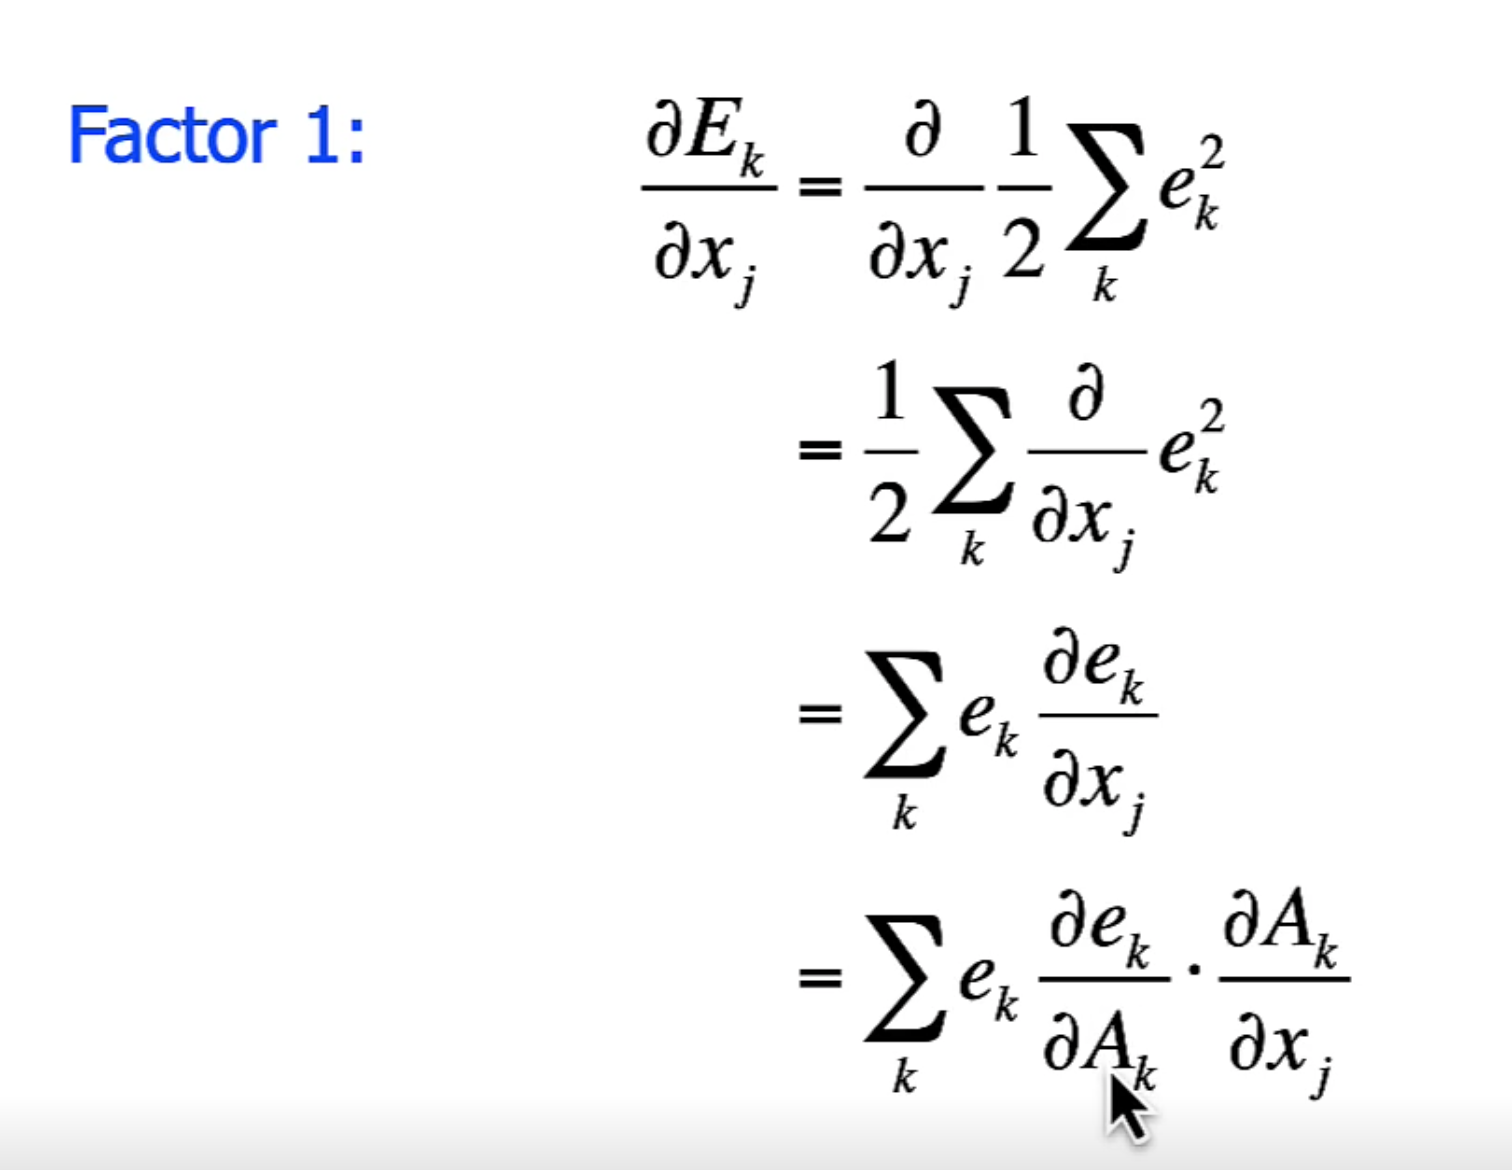 Factor 1: ∂E_k/∂x_j = ∂/∂x_j 1/2 ∑_k e_k^2
= 1/2 ∑_k ∂/∂x_j e_k^2
= ∑_k e_k ∂e_k/∂x_j
= ∑_k e_k ∂e_k/∂A_k · ∂A_k/∂x_j